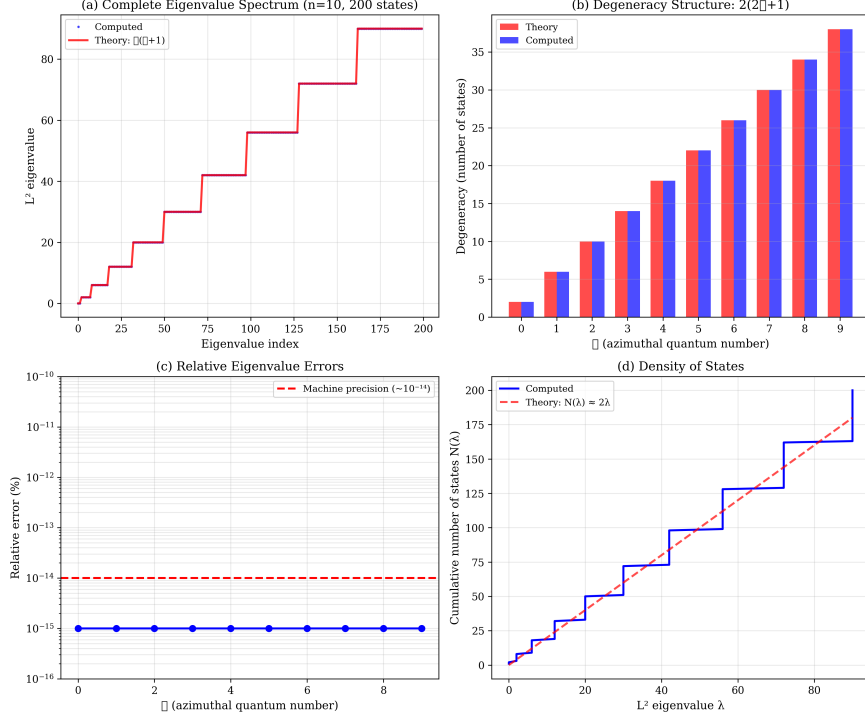 (a) Complete Eigenvalue Spectrum (n=10, 200 states)
Computed
Theory: ▯(▯+1)
L² eigenvalue
80
60
40
20
0
0 25 50 75 100 125 150 175 200
Eigenvalue index
(b) Degeneracy Structure: 2(2▯+1)
Theory
Computed
Degeneracy (number of states)
35
30
25
20
15
10
5
0
0 1 2 3 4 5 6 7 8 9
▯ (azimuthal quantum number)
(c) Relative Eigenvalue Errors
Machine precision (~10⁻¹⁴)
Relative error (%)
10⁻¹⁰
10⁻¹¹
10⁻¹²
10⁻¹³
10⁻¹⁴
10⁻¹⁵
10⁻¹⁶
0 2 4 6 8
▯ (azimuthal quantum number)
(d) Density of States
Computed
Theory: N(λ) ≈ 2λ
Cumulative number of states N(λ)
200
175
150
125
100
75
50
25
0
0 20 40 60 80
L² eigenvalue λ